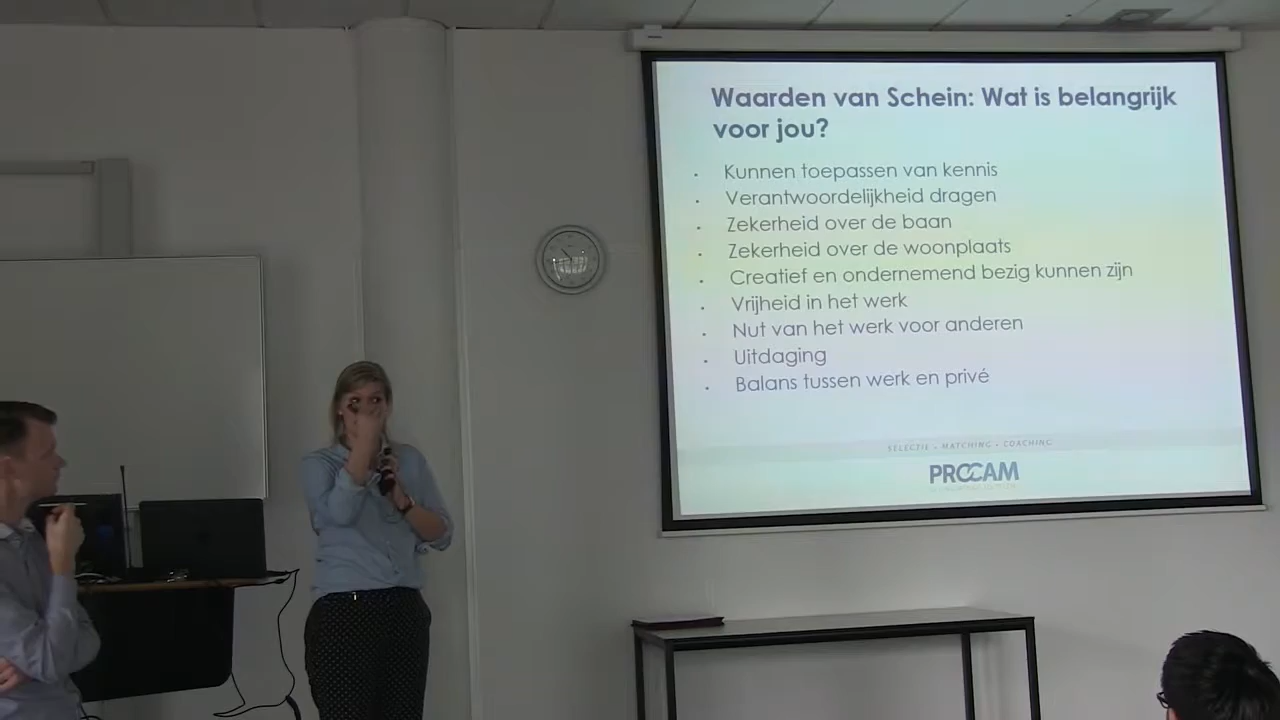 Waarden van Schein: Wat is belangrijk
voor jou?
• Kunnen toepassen van kennis
• Verantwoordelijkheid dragen
• Zekerheid over de baan
• Zekerheid over de woonplaats
• Creatief en ondernemend bezig kunnen zijn
• Vrijheid in het werk
• Nut van het werk voor anderen
• Uitdaging
• Balans tussen werk en privé
SELECTIE • MATCHING • COACHING
PROCAM